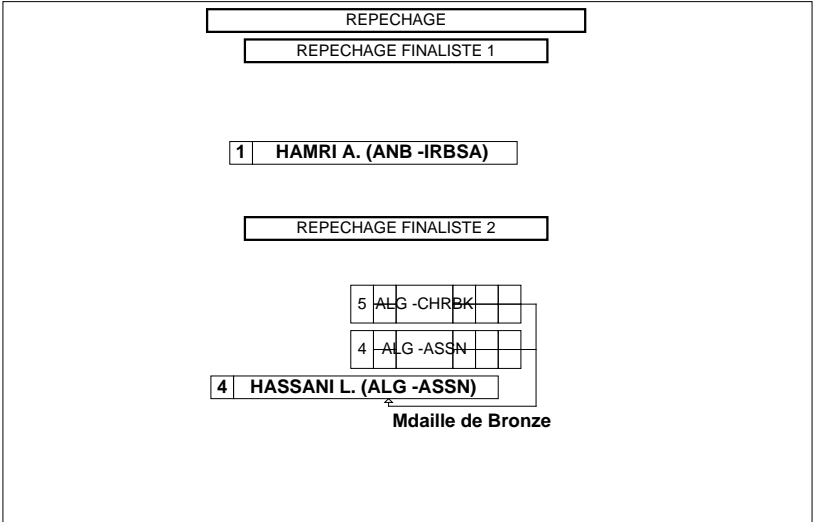 REPECHAGE
REPECHAGE FINALISTE 1
1 HAMRI A. (ANB -IRBSA)
REPECHAGE FINALISTE 2
5 ALG -CHRBK
4 ALG -ASSN
4 HASSANI L. (ALG -ASSN)
Mdaille de Bronze